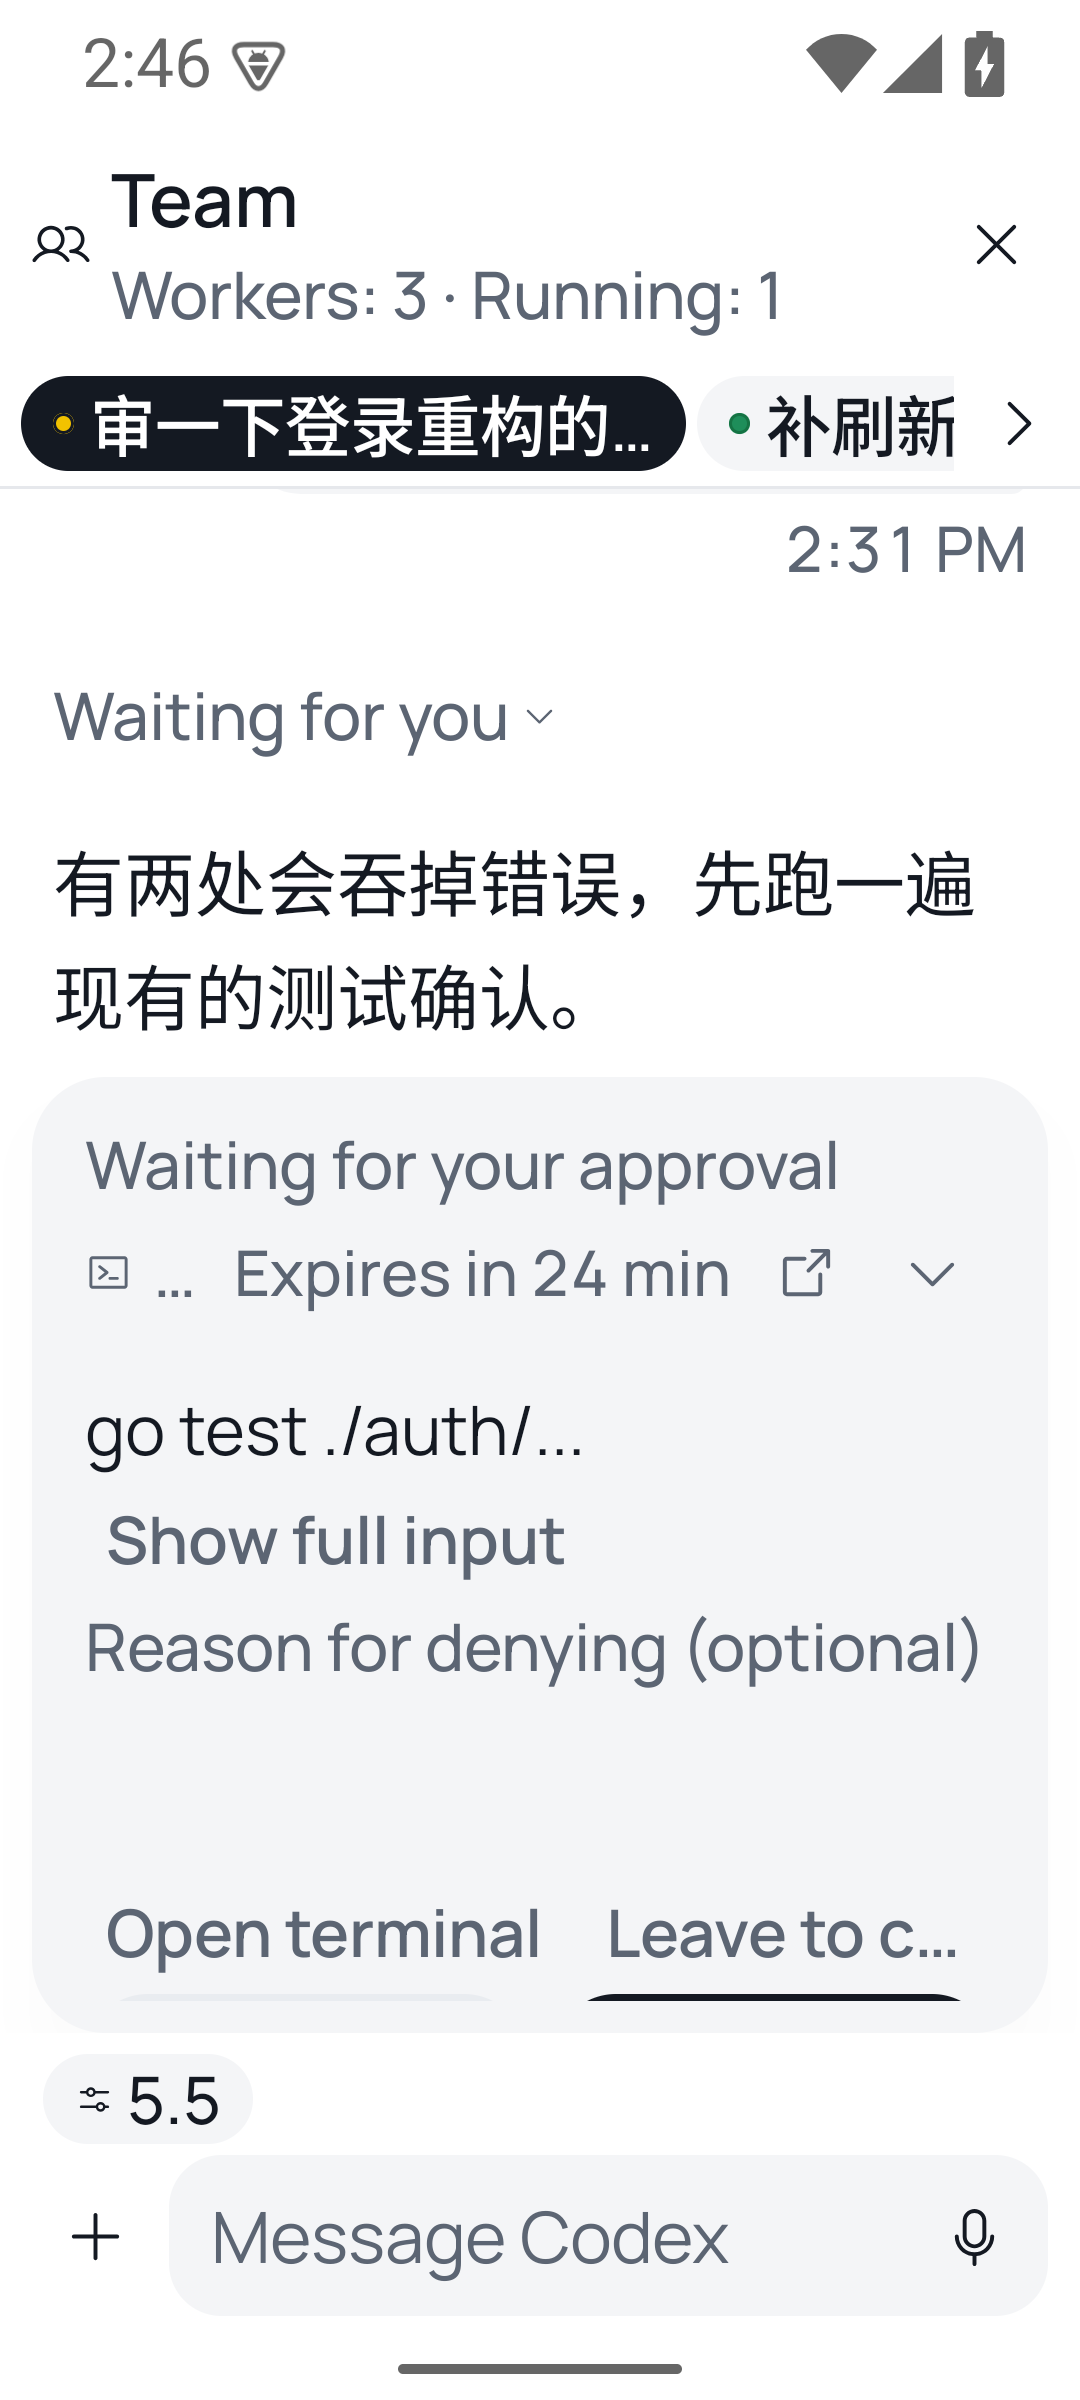 2:46
Team
Workers: 3 · Running: 1
审一下登录重构的...
补刷新
2:31 PM
Waiting for you
有两处会吞掉错误，先跑一遍
现有的测试确认。
Waiting for your approval
... Expires in 24 min
go test ./auth/...
Show full input
Reason for denying (optional)
Open terminal
Leave to c...
5.5
Message Codex